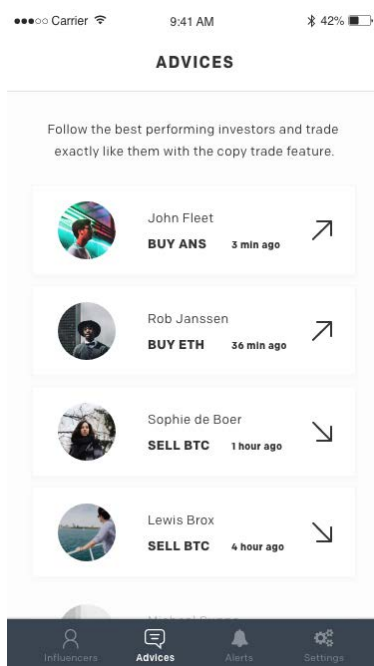 Carrier 9:41 AM 42%
ADVICES
Follow the best performing investors and trade
exactly like them with the copy trade feature.
John Fleet
BUY ANS 3 min ago
Rob Janssen
BUY ETH 36 min ago
Sophie de Boer
SELL BTC 1 hour ago
Lewis Brox
SELL BTC 4 hour ago
Influencers Advices Alerts Settings